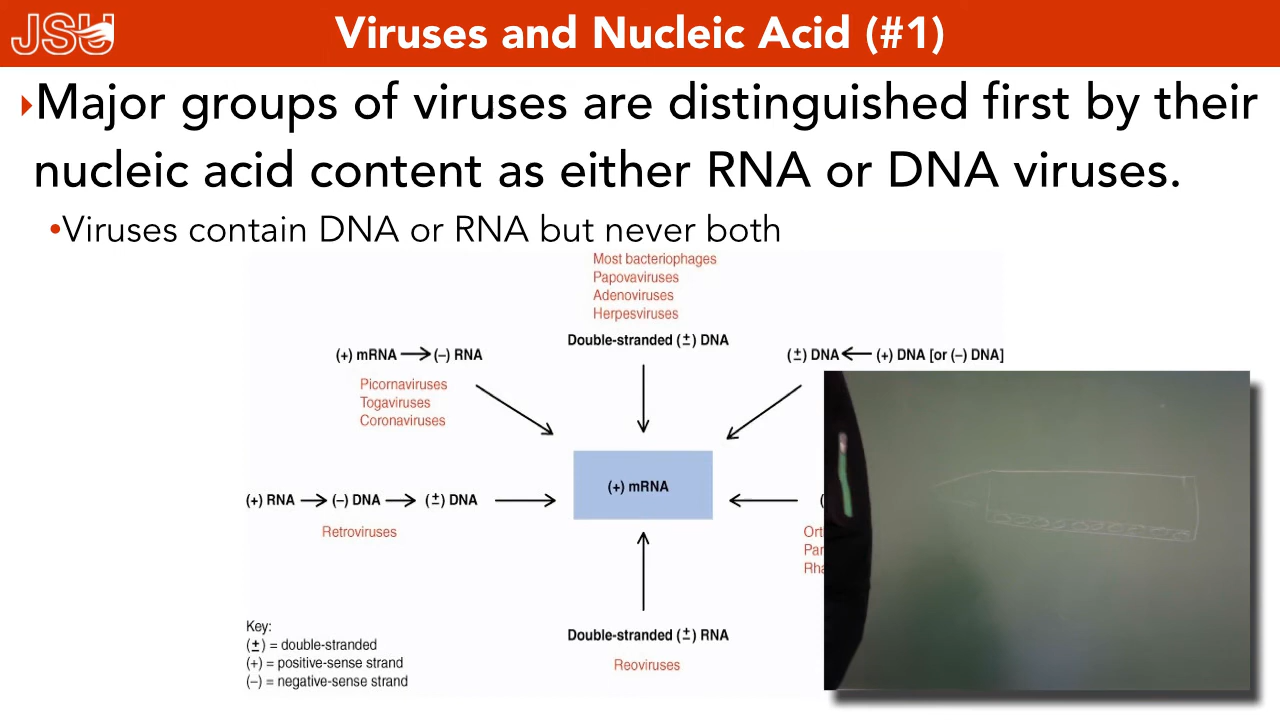 JSU
Viruses and Nucleic Acid (#1)
Major groups of viruses are distinguished first by their
nucleic acid content as either RNA or DNA viruses.
•Viruses contain DNA or RNA but never both
Most bacteriophages
Papovaviruses
Adenoviruses
Herpesviruses
Double-stranded (±) DNA
(+) mRNA → (–) RNA
Picornaviruses
Togaviruses
Coronaviruses
(±) DNA ← (+) DNA [or (–) DNA]
(+) mRNA
(+) RNA → (–) DNA → (±) DNA
Retroviruses
(
Ort
Par
Rha
Double-stranded (±) RNA
Reoviruses
Key:
(±) = double-stranded
(+) = positive-sense strand
(–) = negative-sense strand